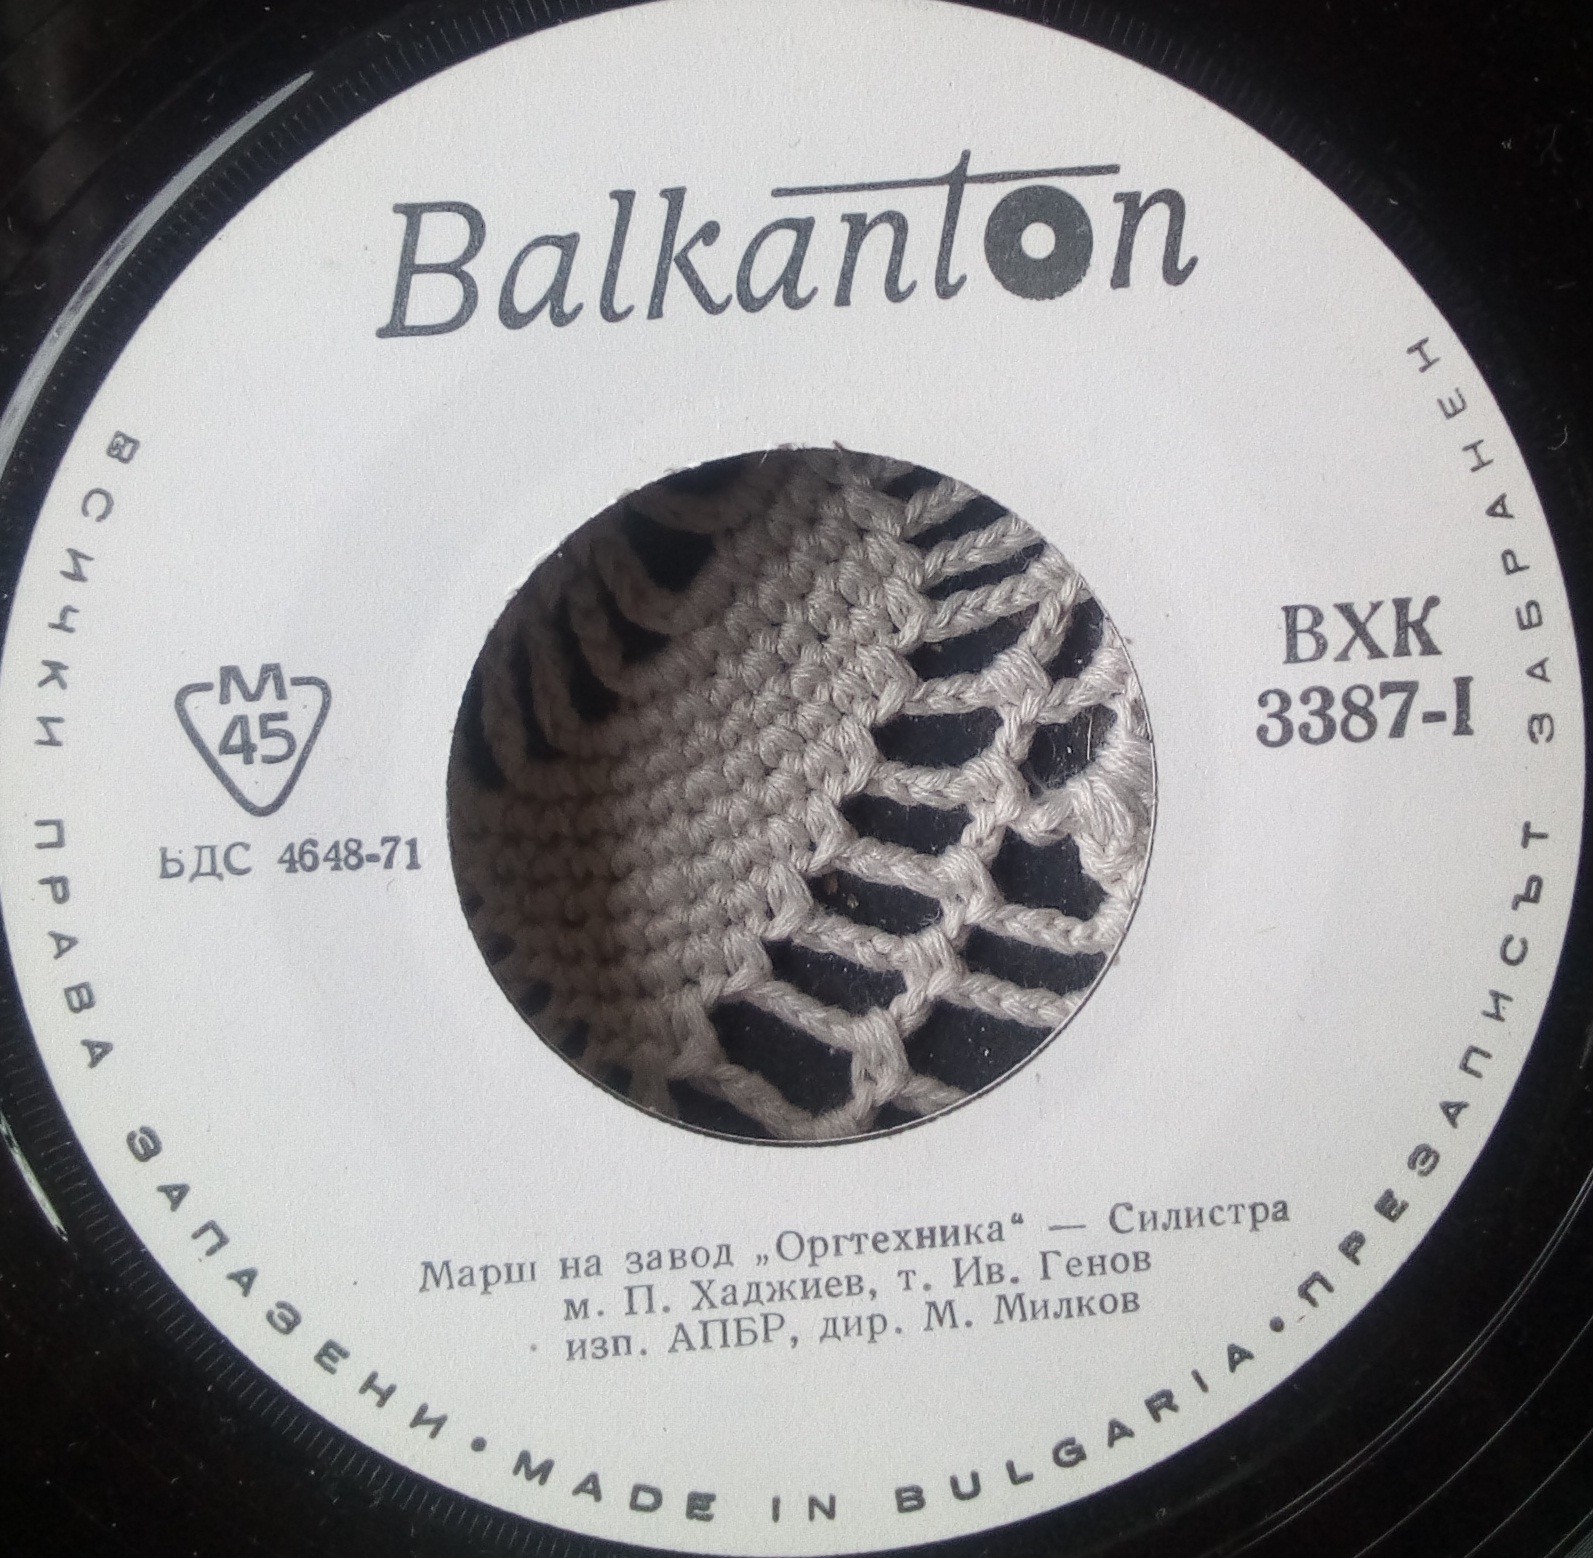 Balkanton
ВХК
3387-I
М
45
БДС 4648-71
Марш на завод „Оргтехника“ — Силистра
м. П. Хаджиев, т. Ив. Генов
изп. АПБР, дир. М. Милков
ВСИЧКИ ПРАВА ЗАПАЗЕНИ • MADE IN BULGARIA • ПРЕЗАПИСЪТ ЗАБРАНЕН